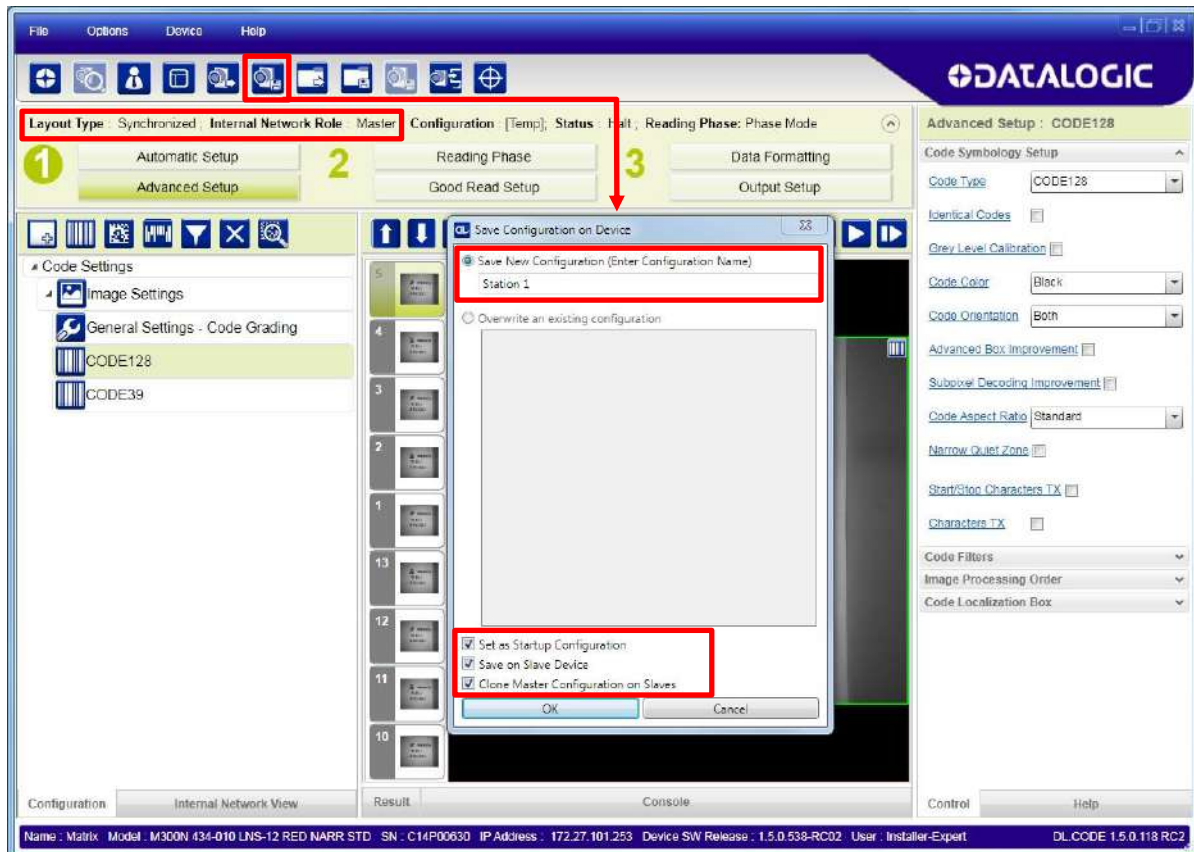 File Options Device Help
DATALOGIC
Layout Type : Synchronized ; Internal Network Role : Master Configuration : [Temp]; Status : Halt ; Reading Phase: Phase Mode
1 Automatic Setup 2 Reading Phase 3 Data Formatting
Advanced Setup Good Read Setup Output Setup
Code Settings
Image Settings
General Settings - Code Grading
CODE128
CODE39
5
4
3
2
1
13
12
11
10
Save Configuration on Device
Save New Configuration (Enter Configuration Name)
Station 1
Overwrite an existing configuration
Set as Startup Configuration
Save on Slave Device
Clone Master Configuration on Slaves
OK Cancel
Advanced Setup : CODE128
Code Symbology Setup
Code Type CODE128
Identical Codes
Grey Level Calibration
Code Color Black
Code Orientation Both
Advanced Box Improvement
Subpixel Decoding Improvement
Code Aspect Ratio Standard
Narrow Quiet Zone
Start/Stop Characters TX
Characters TX
Code Filters
Image Processing Order
Code Localization Box
Configuration Internal Network View
Result Console
Control Help
Name : Matrix Model : M300N 434-010 LNS-12 RED NARR STD SN : C14P00630 IP Address : 172.27.101.253 Device SW Release : 1.5.0.538-RC02 User : Installer-Expert DL.CODE 1.5.0.118 RC2